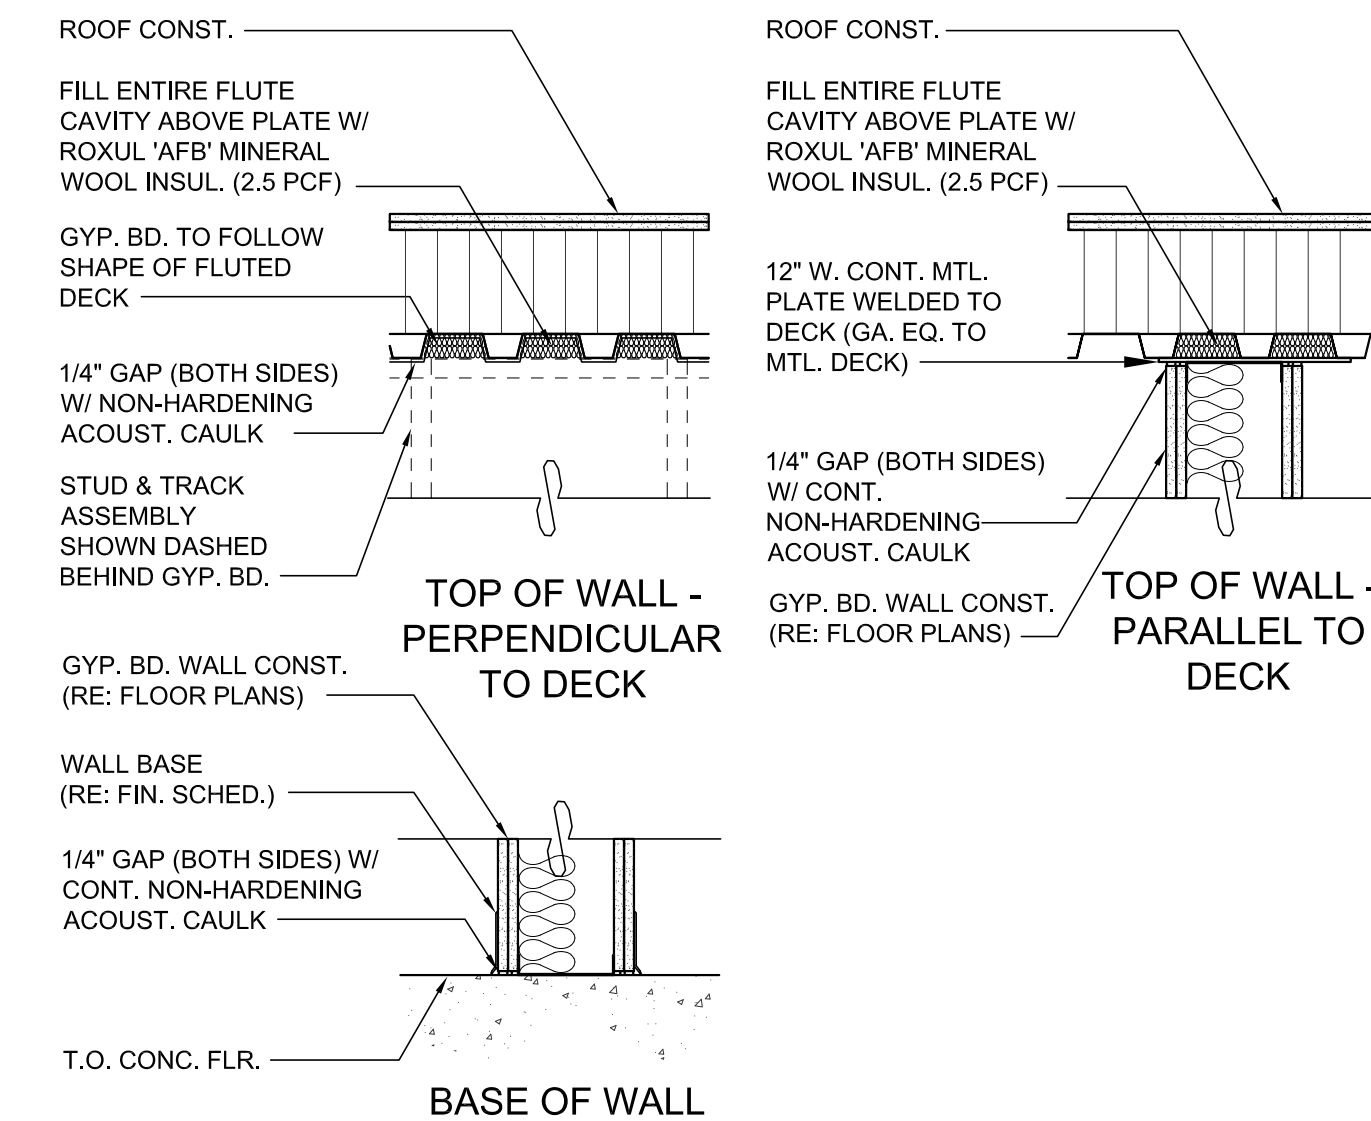 ROOF CONST.
FILL ENTIRE FLUTE
CAVITY ABOVE PLATE W/
ROXUL 'AFB' MINERAL
WOOL INSUL. (2.5 PCF)
GYP. BD. TO FOLLOW
SHAPE OF FLUTED
DECK
1/4" GAP (BOTH SIDES)
W/ NON-HARDENING
ACOUST. CAULK
STUD & TRACK
ASSEMBLY
SHOWN DASHED
BEHIND GYP. BD.
TOP OF WALL -
PERPENDICULAR
TO DECK
ROOF CONST.
FILL ENTIRE FLUTE
CAVITY ABOVE PLATE W/
ROXUL 'AFB' MINERAL
WOOL INSUL. (2.5 PCF)
12" W. CONT. MTL.
PLATE WELDED TO
DECK (GA. EQ. TO
MTL. DECK)
1/4" GAP (BOTH SIDES)
W/ CONT.
NON-HARDENING
ACOUST. CAULK
GYP. BD. WALL CONST.
(RE: FLOOR PLANS)
TOP OF WALL -
PARALLEL TO
DECK
GYP. BD. WALL CONST.
(RE: FLOOR PLANS)
WALL BASE
(RE: FIN. SCHED.)
1/4" GAP (BOTH SIDES) W/
CONT. NON-HARDENING
ACOUST. CAULK
T.O. CONC. FLR.
BASE OF WALL